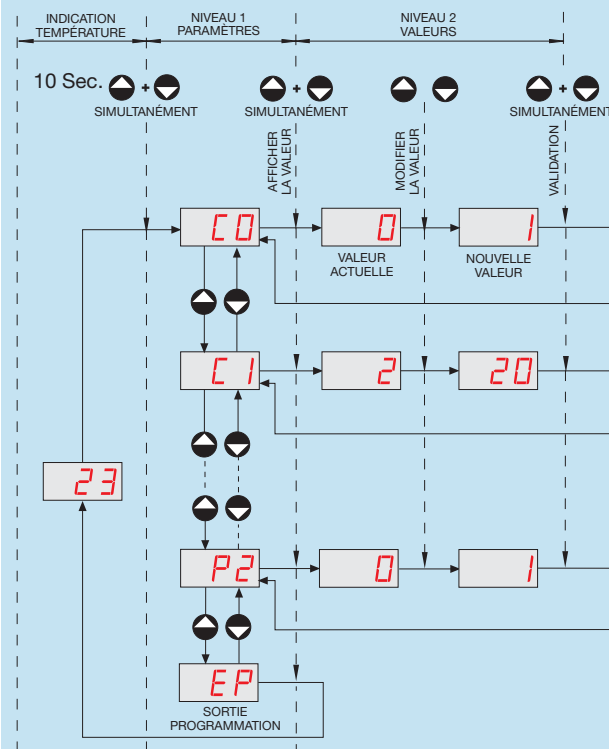 INDICATION
TEMPÉRATURE
NIVEAU 1
PARAMÈTRES
NIVEAU 2
VALEURS
10 Sec.
+
+
+
SIMULTANÉMENT
SIMULTANÉMENT
SIMULTANÉMENT
AFFICHER
LA VALEUR
MODIFIER
LA VALEUR
VALIDATION
C0
0
1
VALEUR
ACTUELLE
NOUVELLE
VALEUR
C1
2
20
23
P2
0
1
EP
SORTIE
PROGRAMMATION